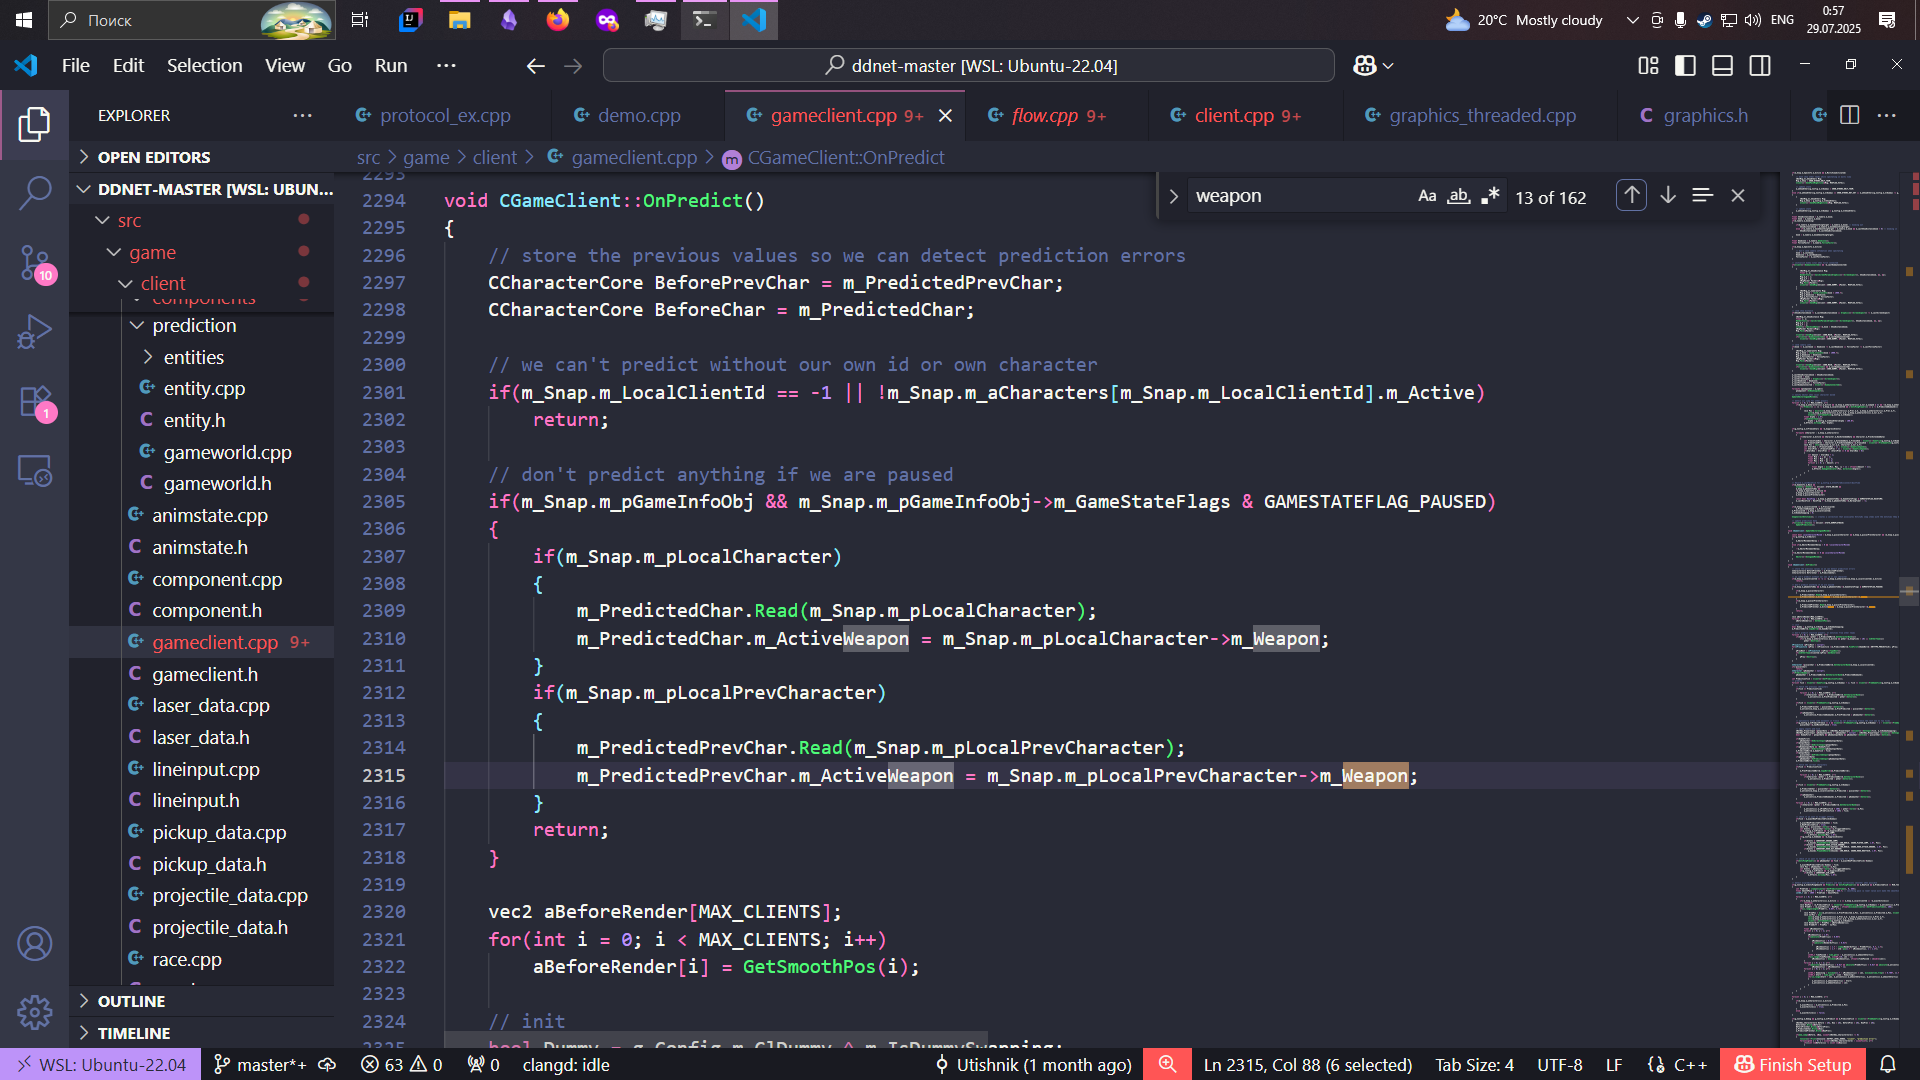 Поиск
20°C Mostly cloudy
ENG
0:57
29.07.2025
File Edit Selection View Go Run ...
ddnet-master [WSL: Ubuntu-22.04]
EXPLORER
protocol_ex.cpp
demo.cpp
gameclient.cpp 9+
flow.cpp 9+
client.cpp 9+
graphics_threaded.cpp
graphics.h
src > game > client > gameclient.cpp > CGameClient::OnPredict
OPEN EDITORS
DDNET-MASTER [WSL: UBUN...
src
game
client
components
prediction
entities
entity.cpp
entity.h
gameworld.cpp
gameworld.h
animstate.cpp
animstate.h
component.cpp
component.h
gameclient.cpp 9+
gameclient.h
laser_data.cpp
laser_data.h
lineinput.cpp
lineinput.h
pickup_data.cpp
pickup_data.h
projectile_data.cpp
projectile_data.h
race.cpp
OUTLINE
TIMELINE
10
1
weapon
Aa ab .* 13 of 162
2293
2294 void CGameClient::OnPredict()
2295 {
2296 // store the previous values so we can detect prediction errors
2297 CCharacterCore BeforePrevChar = m_PredictedPrevChar;
2298 CCharacterCore BeforeChar = m_PredictedChar;
2299
2300 // we can't predict without our own id or own character
2301 if(m_Snap.m_LocalClientId == -1 || !m_Snap.m_aCharacters[m_Snap.m_LocalClientId].m_Active)
2302 return;
2303
2304 // don't predict anything if we are paused
2305 if(m_Snap.m_pGameInfoObj && m_Snap.m_pGameInfoObj->m_GameStateFlags & GAMESTATEFLAG_PAUSED)
2306 {
2307 if(m_Snap.m_pLocalCharacter)
2308 {
2309 m_PredictedChar.Read(m_Snap.m_pLocalCharacter);
2310 m_PredictedChar.m_ActiveWeapon = m_Snap.m_pLocalCharacter->m_Weapon;
2311 }
2312 if(m_Snap.m_pLocalPrevCharacter)
2313 {
2314 m_PredictedPrevChar.Read(m_Snap.m_pLocalPrevCharacter);
2315 m_PredictedPrevChar.m_ActiveWeapon = m_Snap.m_pLocalPrevCharacter->m_Weapon;
2316 }
2317 return;
2318 }
2319
2320 vec2 aBeforeRender[MAX_CLIENTS];
2321 for(int i = 0; i < MAX_CLIENTS; i++)
2322 aBeforeRender[i] = GetSmoothPos(i);
2323
2324 // init
2325 bool Dummy = g_Config.m_ClDummy ^ m_IsDummySwapping;
WSL: Ubuntu-22.04 master*+ 63 0 0 clangd: idle Utishnik (1 month ago) Ln 2315, Col 88 (6 selected) Tab Size: 4 UTF-8 LF {} C++ Finish Setup